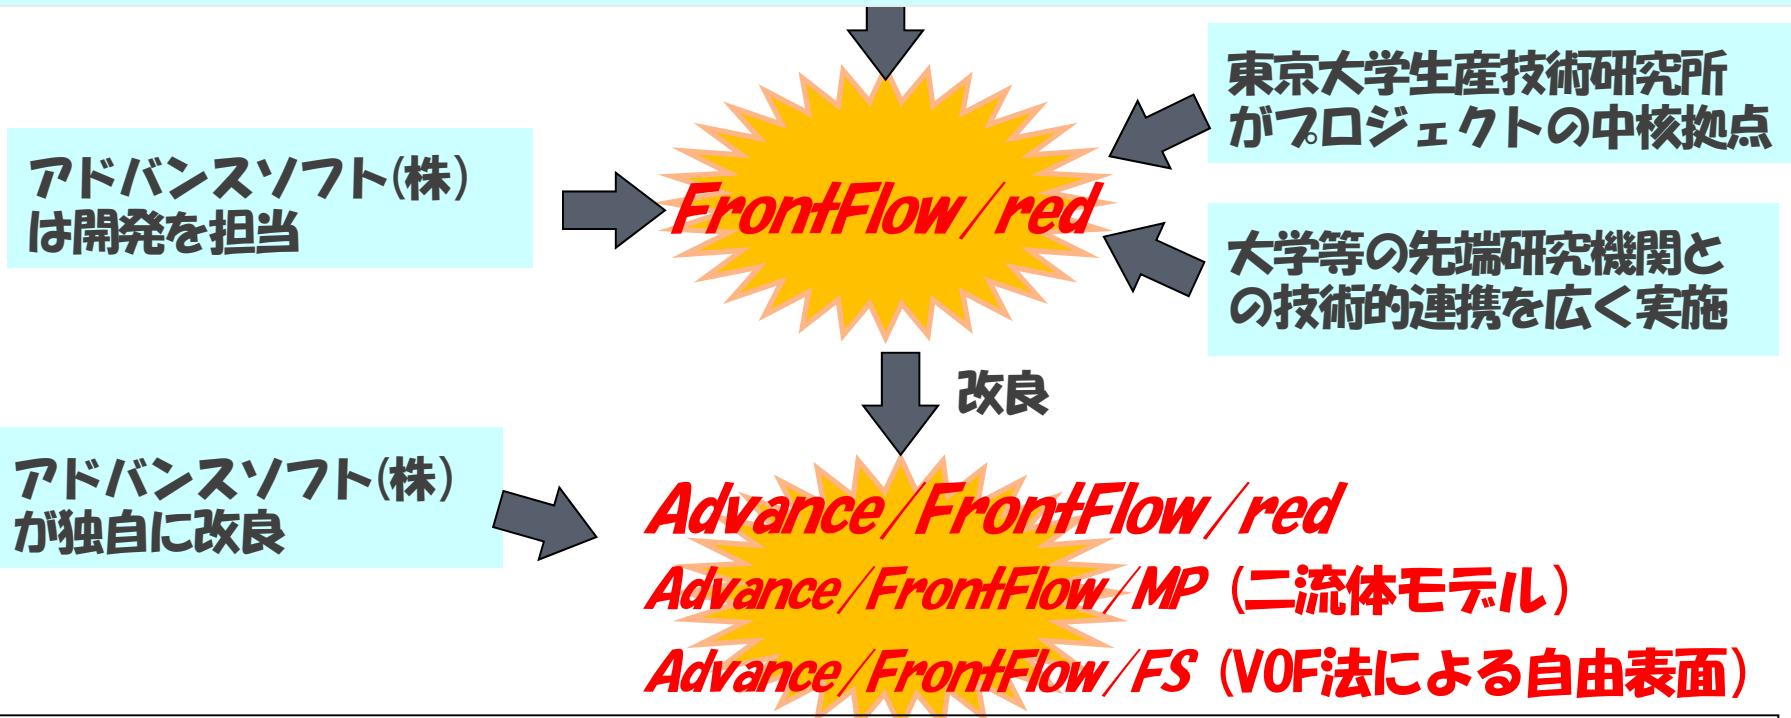 東京大学生産技術研究所
がプロジェクトの中核拠点
アドバンスソフト(株)
は開発を担当
FrontFlow/red
大学等の先端研究機関と
の技術的連携を広く実施
改良
アドバンスソフト(株)
が独自に改良
Advance/FrontFlow/red
Advance/FrontFlow/MP (二流体モデル)
Advance/FrontFlow/FS (VOF法による自由表面)